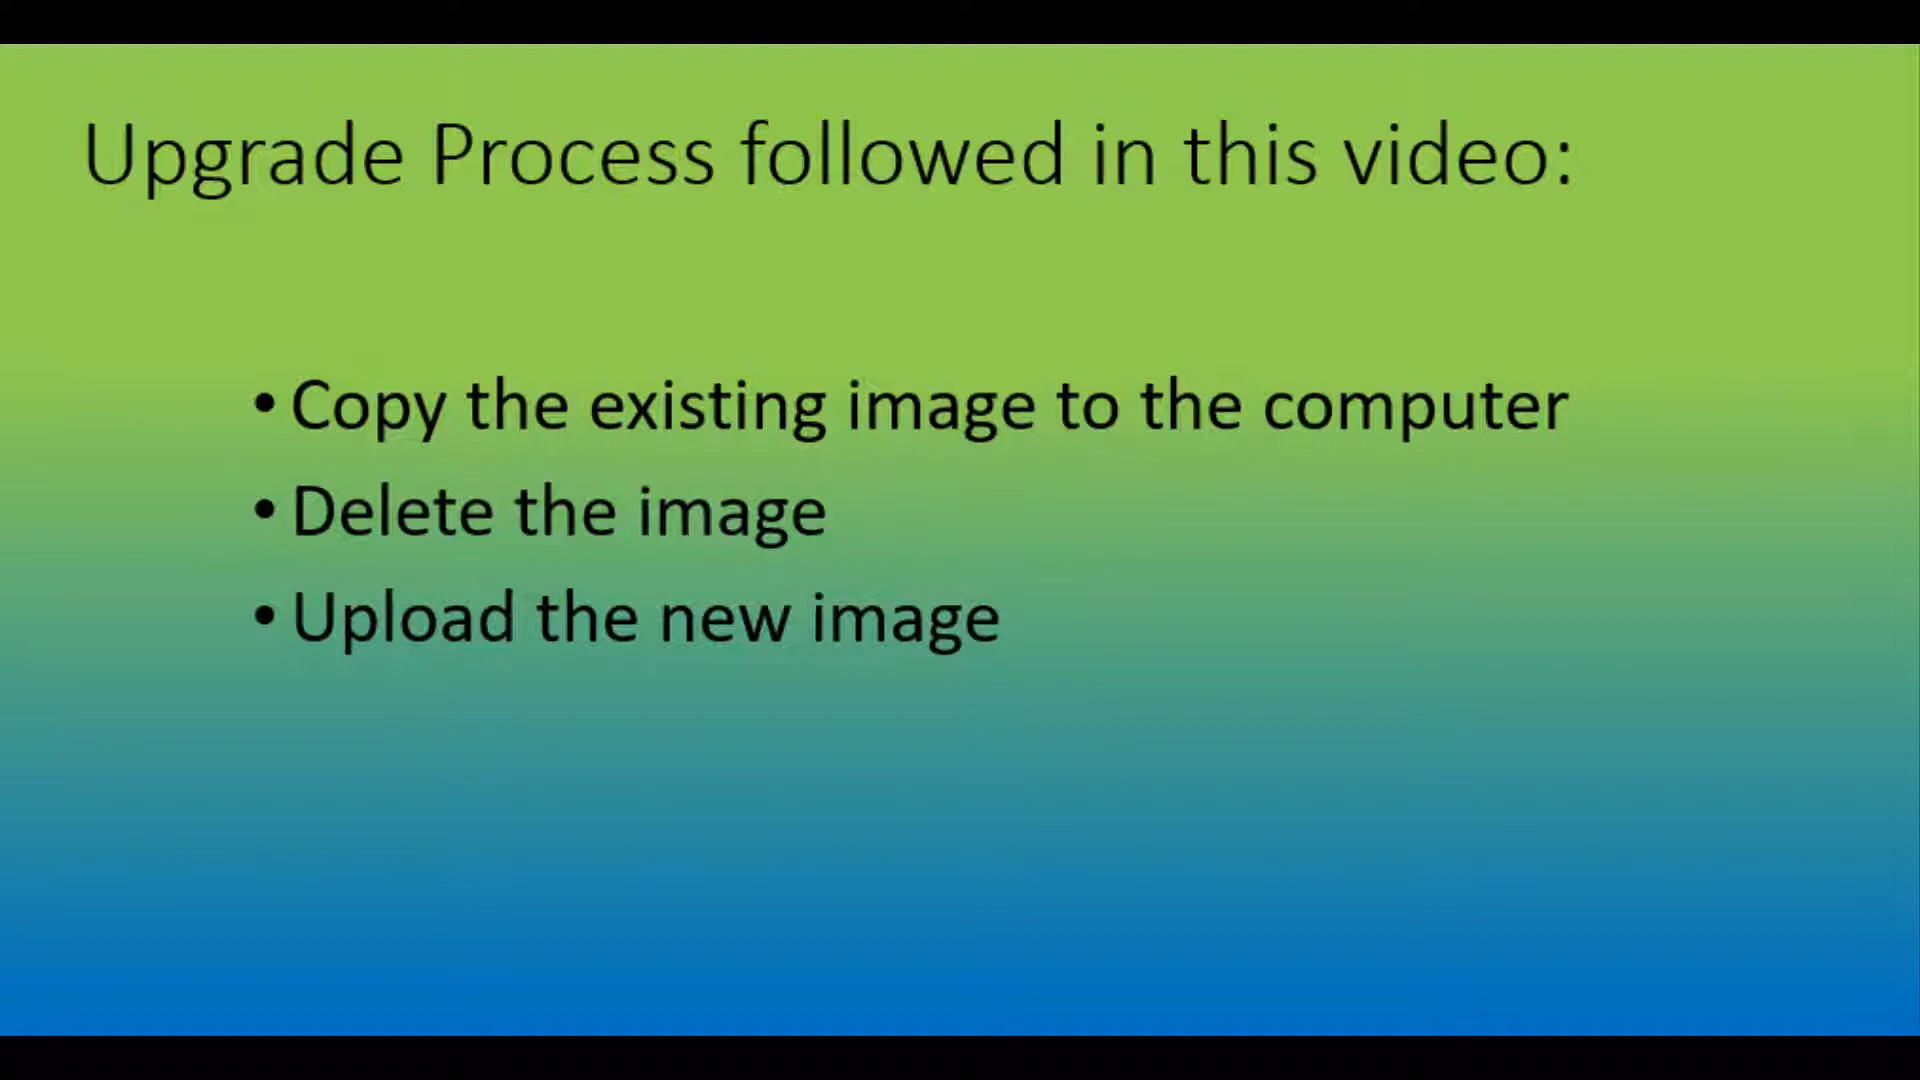 Upgrade Process followed in this video:
• Copy the existing image to the computer
• Delete the image
• Upload the new image